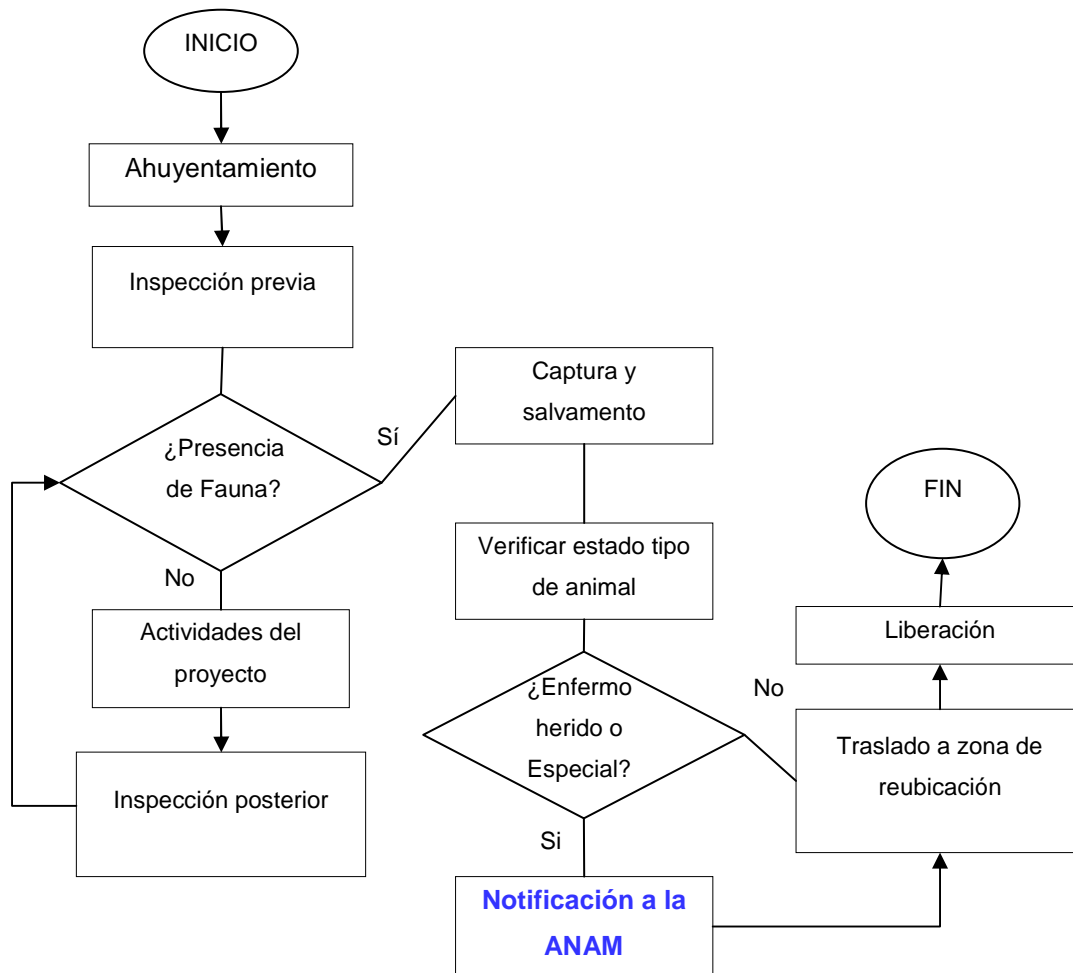 INICIO
Ahuyentamiento
Inspección previa
¿Presencia
de Fauna?
Sí
No
Actividades del
proyecto
Inspección posterior
Captura y
salvamento
Verificar estado tipo
de animal
¿Enfermo
herido o
Especial?
No
Si
Notificación a la
ANAM
Traslado a zona de
reubicación
Liberación
FIN